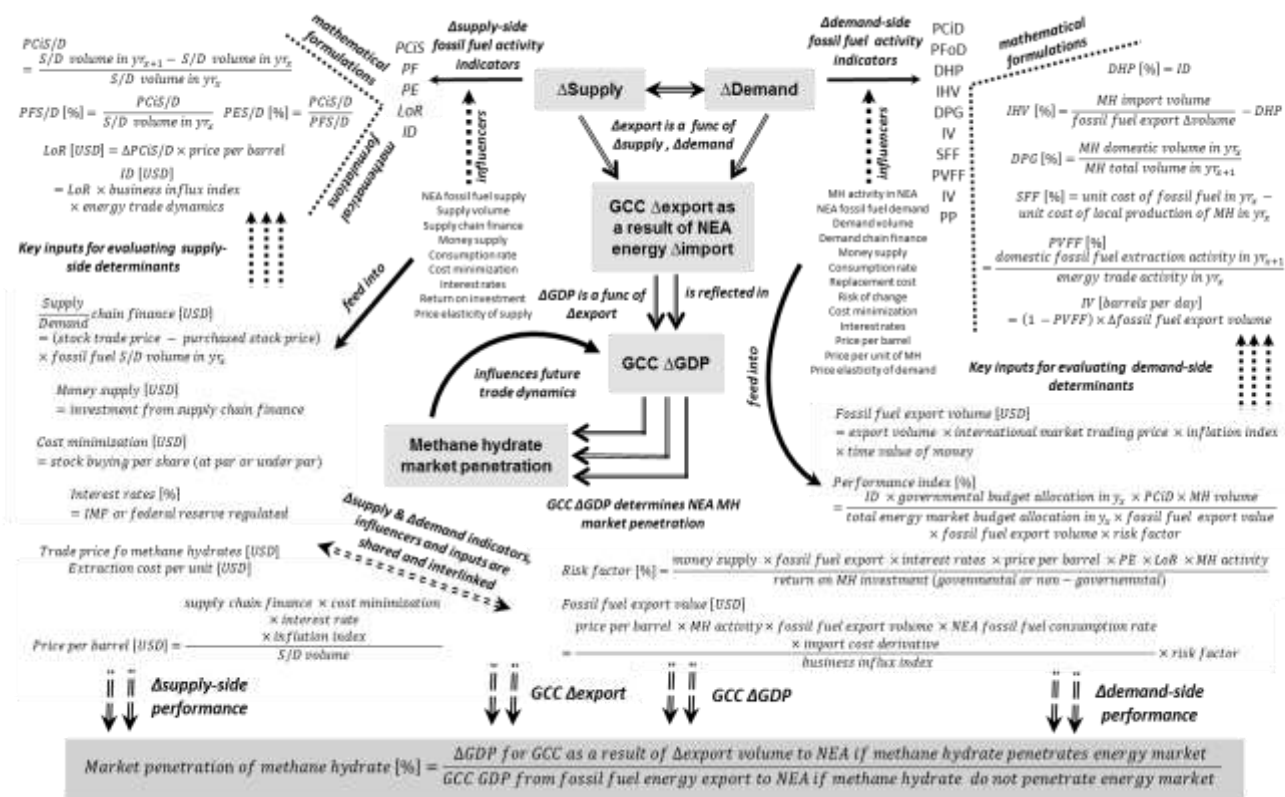 PCiS/D
= S/D volume in yrₓ₊₁ − S/D volume in yrₓ
S/D volume in yrₓ
PFS/D [%] = PCiS/D
S/D volume in yrₓ
PES/D [%] = PCiS/D
PFS/D
LoR [USD] = ΔPCiS/D × price per barrel
ID [USD]
= LoR × business influx index
× energy trade dynamics
mathematical
formulations
mathematical
formulations
PCiS
PF
PE
LoR
ID
Δsupply-side
fossil fuel activity
indicators
influencers
ΔSupply
ΔDemand
Δdemand-side
fossil fuel activity
indicators
influencers
PCiD
PFoD
DHP
IHV
DPG
IV
SFF
PVFF
IV
PP
mathematical
formulations
DHP [%] = ID
IHV [%] = MH import volume
fossil fuel export Δvolume
− DHP
DPG [%] = MH domestic volume in yrₓ
MH total volume in yrₓ₊₁
SFF [%] = unit cost of fossil fuel in yrₓ −
unit cost of local production of MH in yrₓ
PVFF [%]
= domestic fossil fuel extraction activity in yrₓ₊₁
energy trade activity in yrₓ
IV [barrels per day]
= (1 − PVFF) × Δfossil fuel export volume
Key inputs for evaluating supply-
side determinants
NEA fossil fuel supply
Supply volume
Supply chain finance
Money supply
Consumption rate
Cost minimization
Interest rates
Return on investment
Price elasticity of supply
feed into
Δexport is a func of
Δsupply , Δdemand
GCC Δexport as
a result of NEA
energy Δimport
ΔGDP is a func of
Δexport
is reflected in
GCC ΔGDP
influences future
trade dynamics
Methane hydrate
market penetration
GCC ΔGDP determines NEA MH
market penetration
MH activity in NEA
NEA fossil fuel demand
Demand volume
Demand chain finance
Money supply
Consumption rate
Replacement cost
Risk of change
Cost minimization
Interest rates
Price per barrel
Price per unit of MH
Price elasticity of demand
feed into
Key inputs for evaluating demand-side
determinants
Supply
Demand
chain finance [USD]
= (stock trade price − purchased stock price)
× fossil fuel S/D volume in yrₓ
Money supply [USD]
= investment from supply chain finance
Cost minimization [USD]
= stock buying per share (at par or under par)
Interest rates [%]
= IMF or federal reserve regulated
Trade price fo methane hydrates [USD]
Extraction cost per unit [USD]
Price per barrel [USD] = supply chain finance × cost minimization
× interest rate
× inflation index
S/D volume
Δsupply & Δdemand indicators,
influencers and inputs are
shared and interlinked
Fossil fuel export volume [USD]
= export volume × international market trading price × inflation index
× time value of money
Performance index [%]
= ID × governmental budget allocation in yₓ × PCiD × MH volume
total energy market budget allocation in yₓ × fossil fuel export value
× fossil fuel export volume × risk factor
Risk factor [%] = money supply × fossil fuel export × interest rates × price per barrel × PE × LoR × MH activity
return on MH investment (govenmental or non − governemntal)
Fossil fuel export value [USD]
= price per barrel × MH activity × fossil fuel export volume × NEA fossil fuel consumption rate
× import cost derivative
business influx index
× risk factor
Δsupply-side
performance
GCC Δexport
GCC ΔGDP
Δdemand-side
performance
Market penetration of methane hydrate [%] = ΔGDP for GCC as a result of Δexport volume to NEA if methane hydrate penetrates energy market
GCC GDP from fossil fuel energy export to NEA if methane hydrate do not penetrate energy market